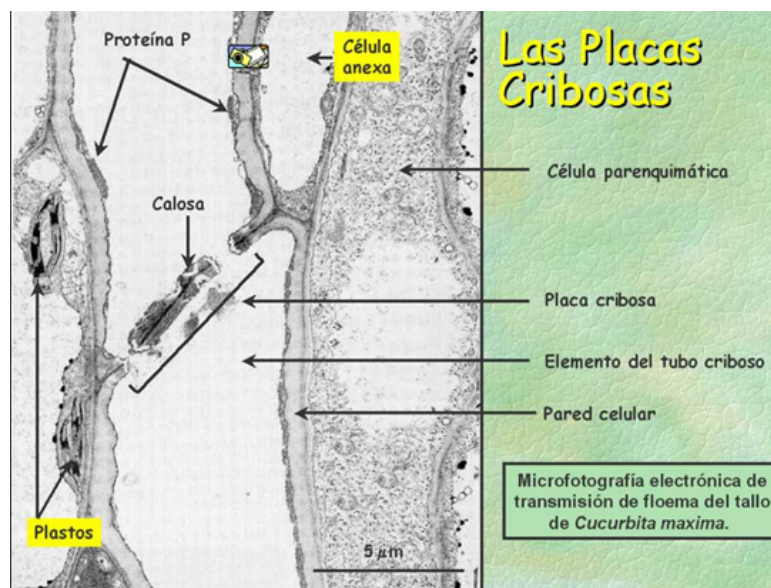 Proteína P
Célula
anexa
Las Placas
Cribosas
Célula parenquimática
Calosa
Placa cribosa
Elemento del tubo criboso
Pared celular
Microfotografía electrónica de
transmisión de floema del tallo
de Cucurbita maxima.
Plastos
5 μm